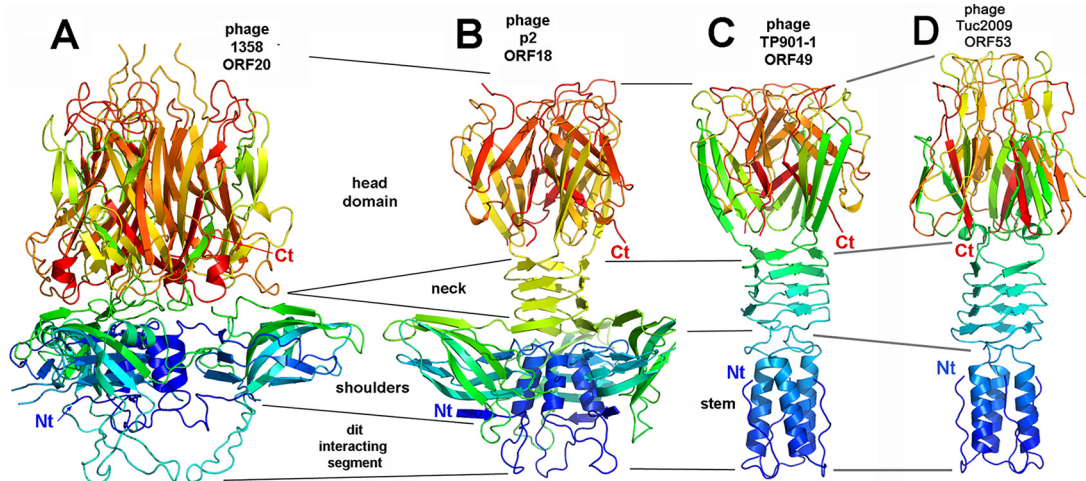 A
phage
1358
ORF20
B
phage
p2
ORF18
C
phage
TP901-1
ORF49
D
phage
Tuc2009
ORF53
head
domain
Ct
Ct
Ct
Ct
neck
shoulders
Nt
Nt
Nt
Nt
stem
dit
interacting
segment